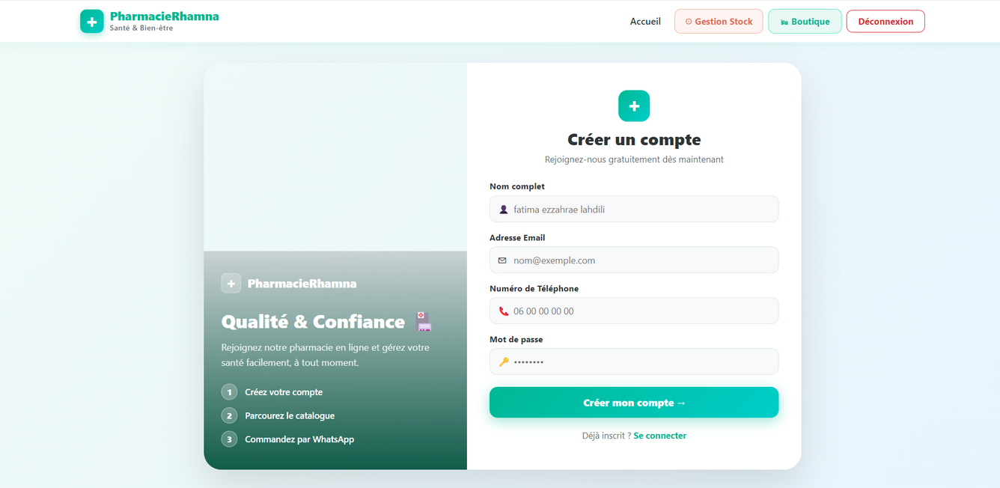 PharmacieRhamna
Santé & Bien-être
Accueil
Gestion Stock
Boutique
Déconnexion
PharmacieRhamna
Qualité & Confiance
Rejoignez notre pharmacie en ligne et gérez votre
santé facilement, à tout moment.
1 Créez votre compte
2 Parcourez le catalogue
3 Commandez par WhatsApp
Créer un compte
Rejoignez-nous gratuitement dès maintenant
Nom complet
fatima ezzahrae lahdili
Adresse Email
nom@exemple.com
Numéro de Téléphone
06 00 00 00 00
Mot de passe
••••••••
Créer mon compte →
Déjà inscrit ? Se connecter